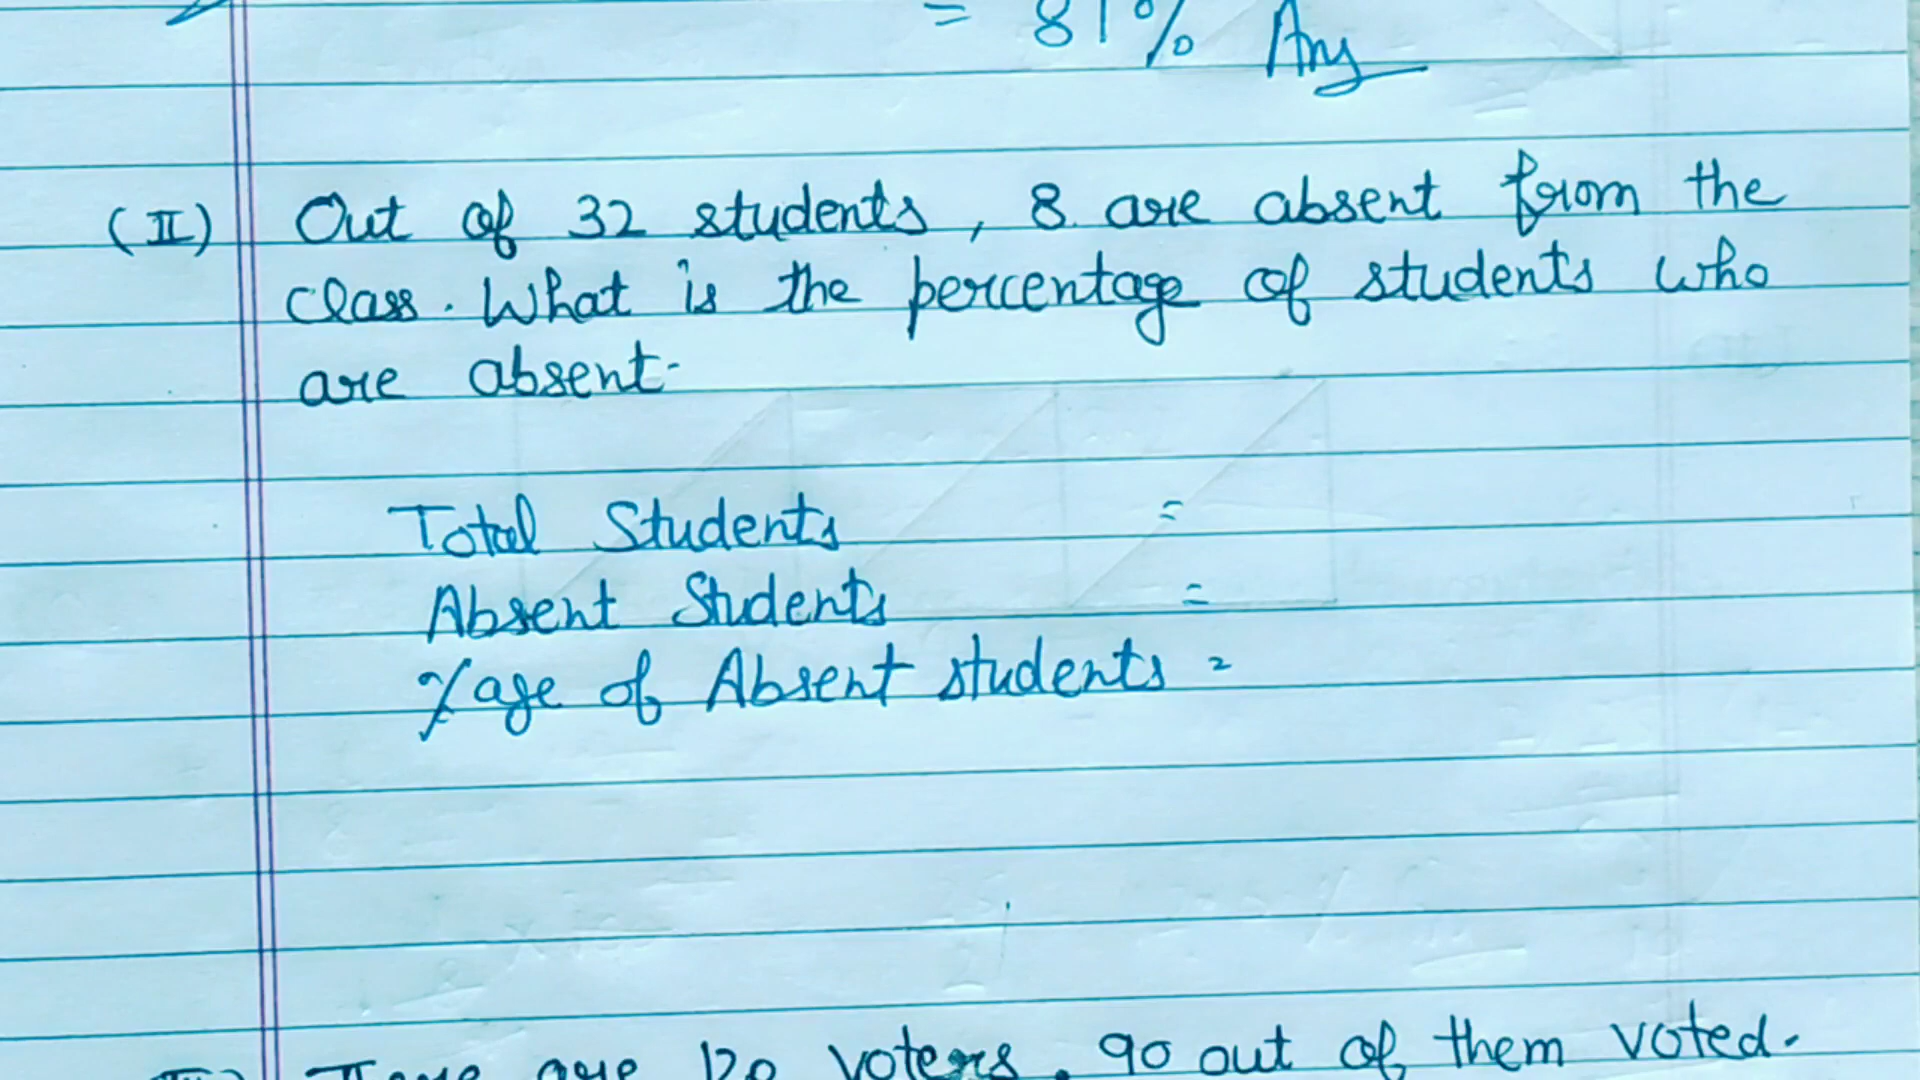 = 81% Ans
(II) Out of 32 students, 8 are absent from the
class. What is the percentage of students who
are absent.
Total Students =
Absent Students =
%age of Absent students =
are 120 voters. 90 out of them voted.